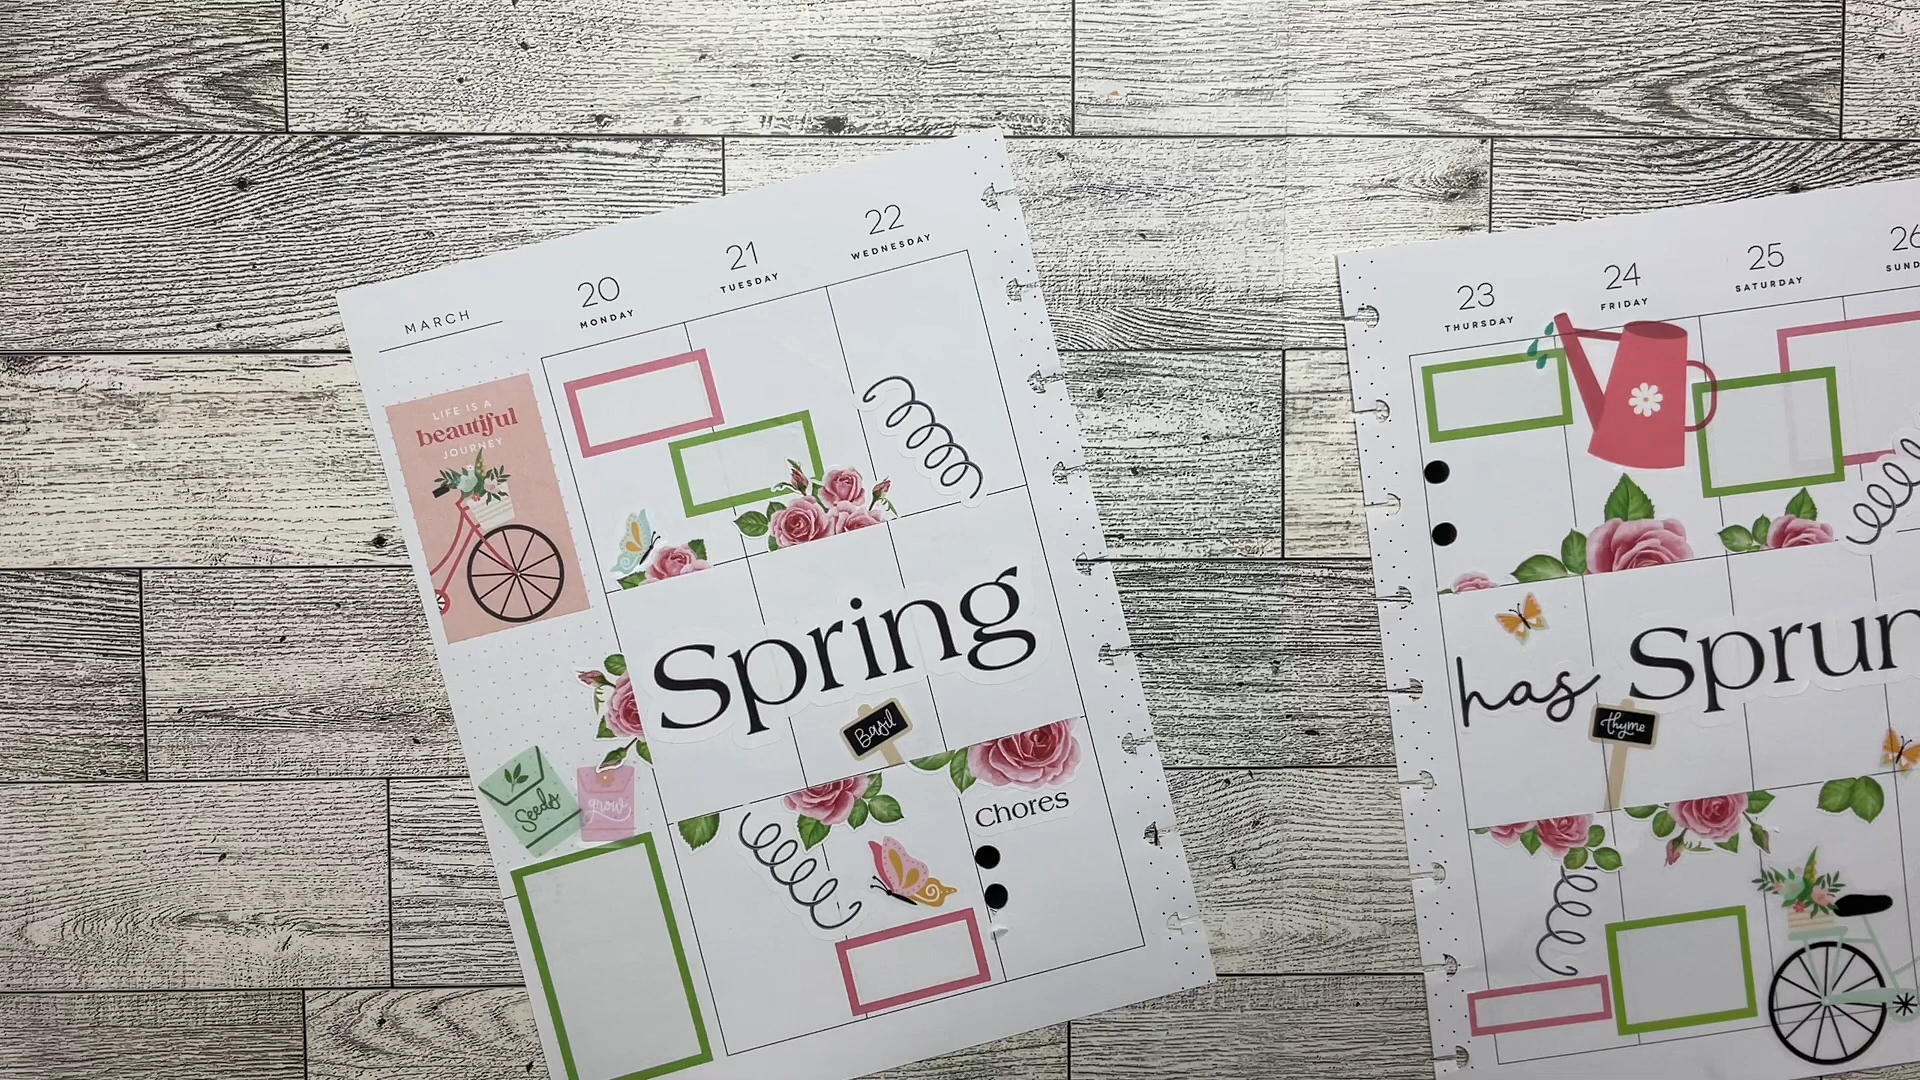 MARCH
20
MONDAY
21
TUESDAY
22
WEDNESDAY
LIFE IS A
beautiful
JOURNEY
Spring
Basil
Seeds
grow
Chores
23
THURSDAY
24
FRIDAY
25
SATURDAY
26
SUND
has Sprun
thyme